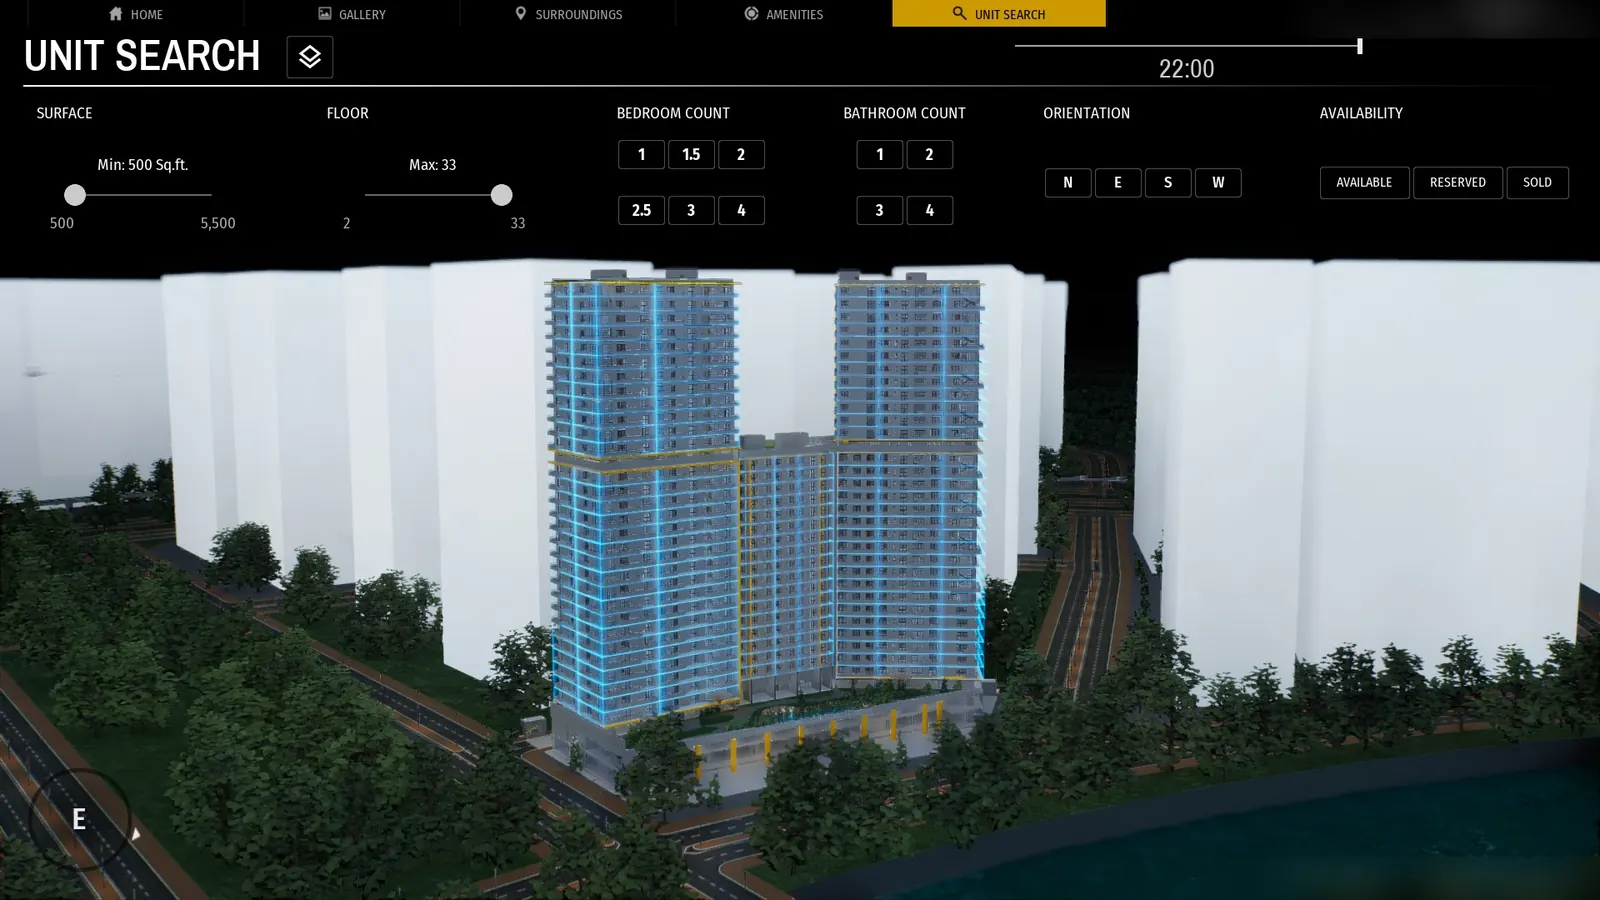 HOME
GALLERY
SURROUNDINGS
AMENITIES
UNIT SEARCH
UNIT SEARCH
22:00
SURFACE
FLOOR
BEDROOM COUNT
BATHROOM COUNT
ORIENTATION
AVAILABILITY
Min: 500 Sq.ft.
Max: 33
1 1.5 2
1 2
N E S W
AVAILABLE RESERVED SOLD
500 5,500
2 33
2.5 3 4
3 4
E